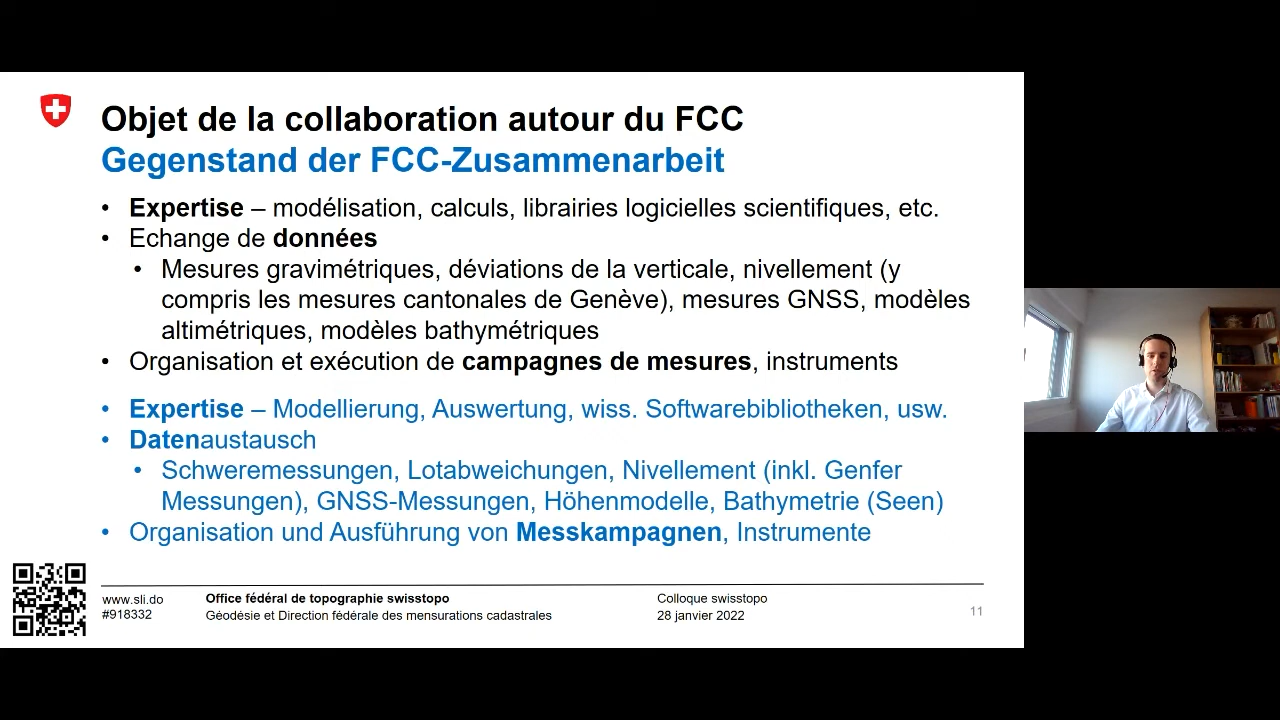 Objet de la collaboration autour du FCC
Gegenstand der FCC-Zusammenarbeit
• Expertise – modélisation, calculs, librairies logicielles scientifiques, etc.
• Echange de données
• Mesures gravimétriques, déviations de la verticale, nivellement (y
compris les mesures cantonales de Genève), mesures GNSS, modèles
altimétriques, modèles bathymétriques
• Organisation et exécution de campagnes de mesures, instruments
• Expertise – Modellierung, Auswertung, wiss. Softwarebibliotheken, usw.
• Datenaustausch
• Schweremessungen, Lotabweichungen, Nivellement (inkl. Genfer
Messungen), GNSS-Messungen, Höhenmodelle, Bathymetrie (Seen)
• Organisation und Ausführung von Messkampagnen, Instrumente
www.sli.do
#918332
Office fédéral de topographie swisstopo
Géodésie et Direction fédérale des mensurations cadastrales
Colloque swisstopo
28 janvier 2022
11